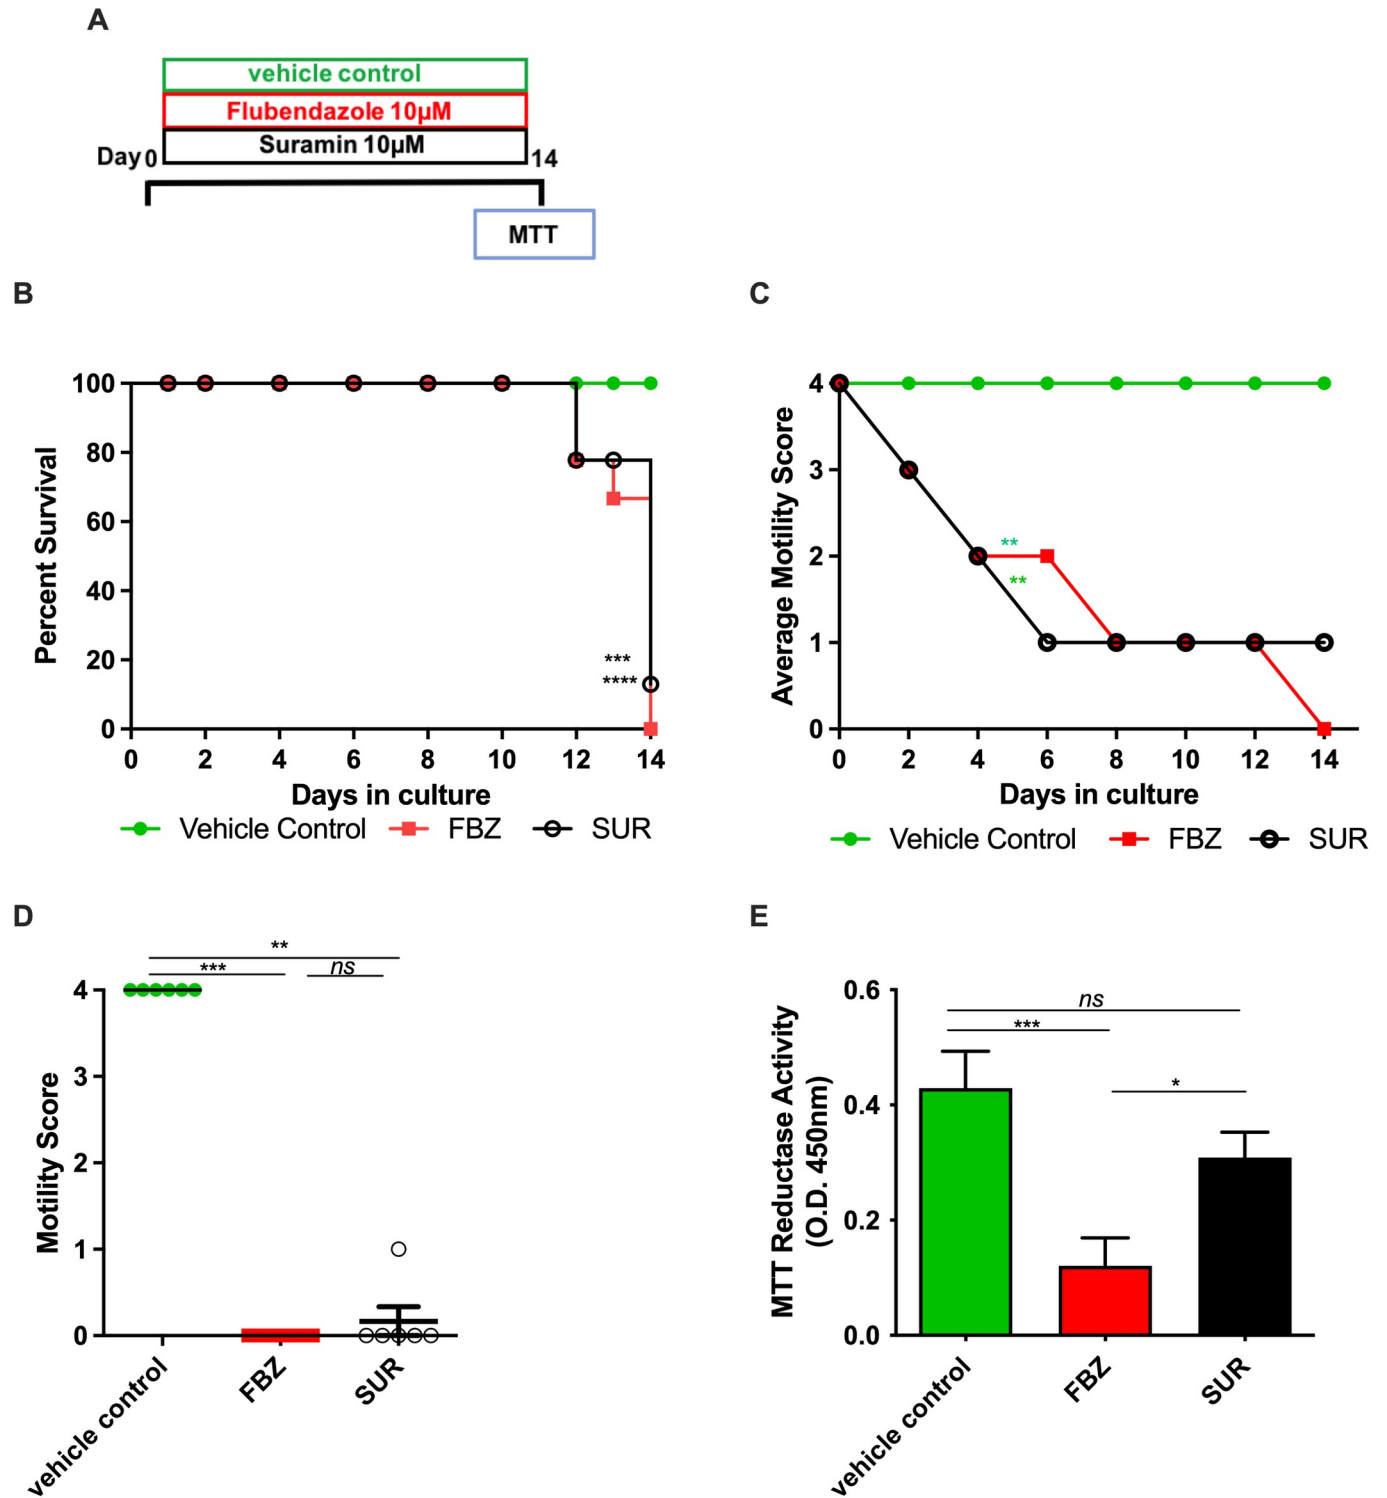 A
vehicle control
Flubendazole 10µM
Suramin 10µM
Day 0
14
MTT
B
100
80
60
40
20
0
Percent Survival
***
****
0 2 4 6 8 10 12 14
Days in culture
Vehicle Control FBZ SUR
C
4
3
2
1
0
Average Motility Score
**
**
0 2 4 6 8 10 12 14
Days in culture
Vehicle Control FBZ SUR
D
**
*** ns
4
3
2
1
0
Motility Score
vehicle control FBZ SUR
E
ns
***
*
0.6
0.4
0.2
0.0
MTT Reductase Activity
(O.D. 450nm)
vehicle control FBZ SUR